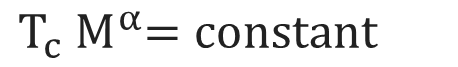 T_c M^α= constant